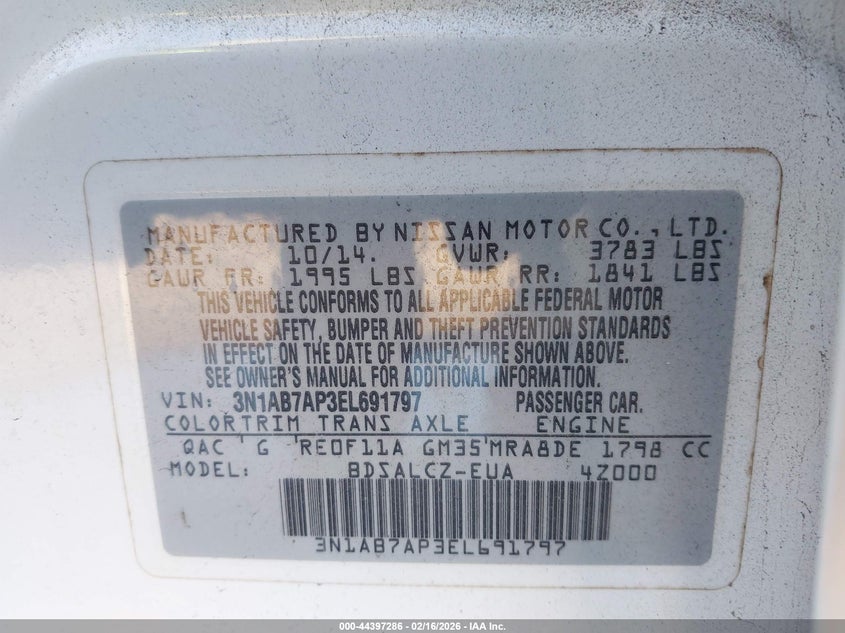 MANUFACTURED BY NISSAN MOTOR CO., LTD.
DATE: 10/14. GVWR: 3783 LBS
GAWR FR: 1995 LBS GAWR RR: 1841 LBS
THIS VEHICLE CONFORMS TO ALL APPLICABLE FEDERAL MOTOR
VEHICLE SAFETY, BUMPER AND THEFT PREVENTION STANDARDS
IN EFFECT ON THE DATE OF MANUFACTURE SHOWN ABOVE.
SEE OWNER'S MANUAL FOR ADDITIONAL INFORMATION.
VIN: 3N1AB7AP3EL691797 PASSENGER CAR.
COLORTRIM TRANS AXLE ENGINE
QAC G RE0F11A GM35 MRA8DE 1798 CC
MODEL: BDSALCZ-EUA 4Z000
3N1AB7AP3EL691797
000-44397286 - 02/16/2026 - IAA Inc.